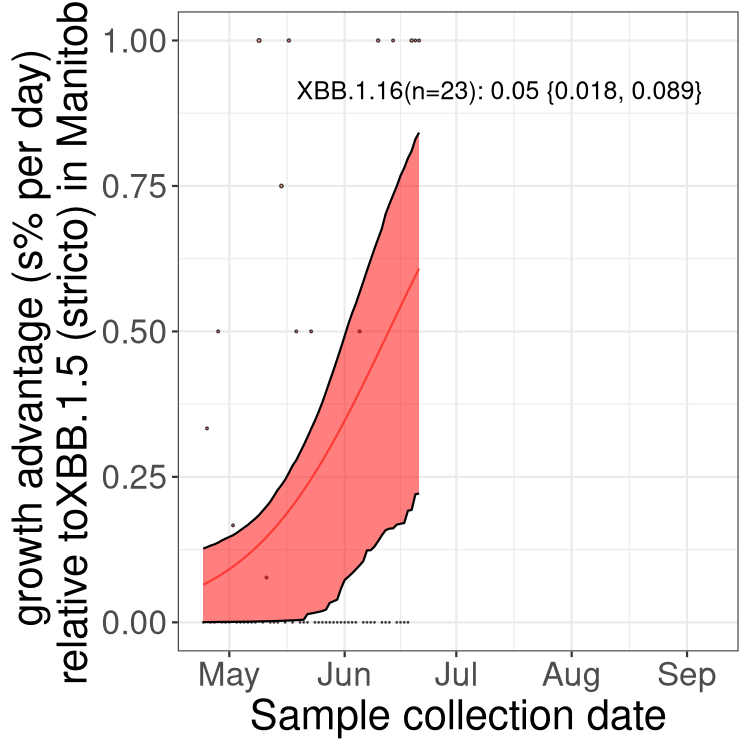 growth advantage (s% per day)
relative toXBB.1.5 (stricto) in Manitob
1.00
0.75
0.50
0.25
0.00
XBB.1.16(n=23): 0.05 {0.018, 0.089}
May Jun Jul Aug Sep
Sample collection date